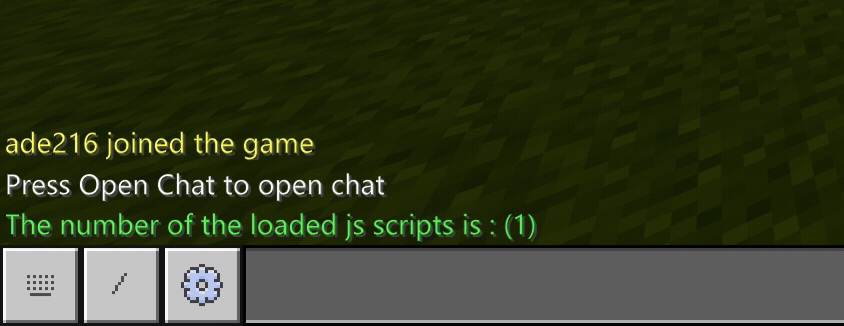 ade216 joined the game
Press Open Chat to open chat
The number of the loaded js scripts is : (1)
/